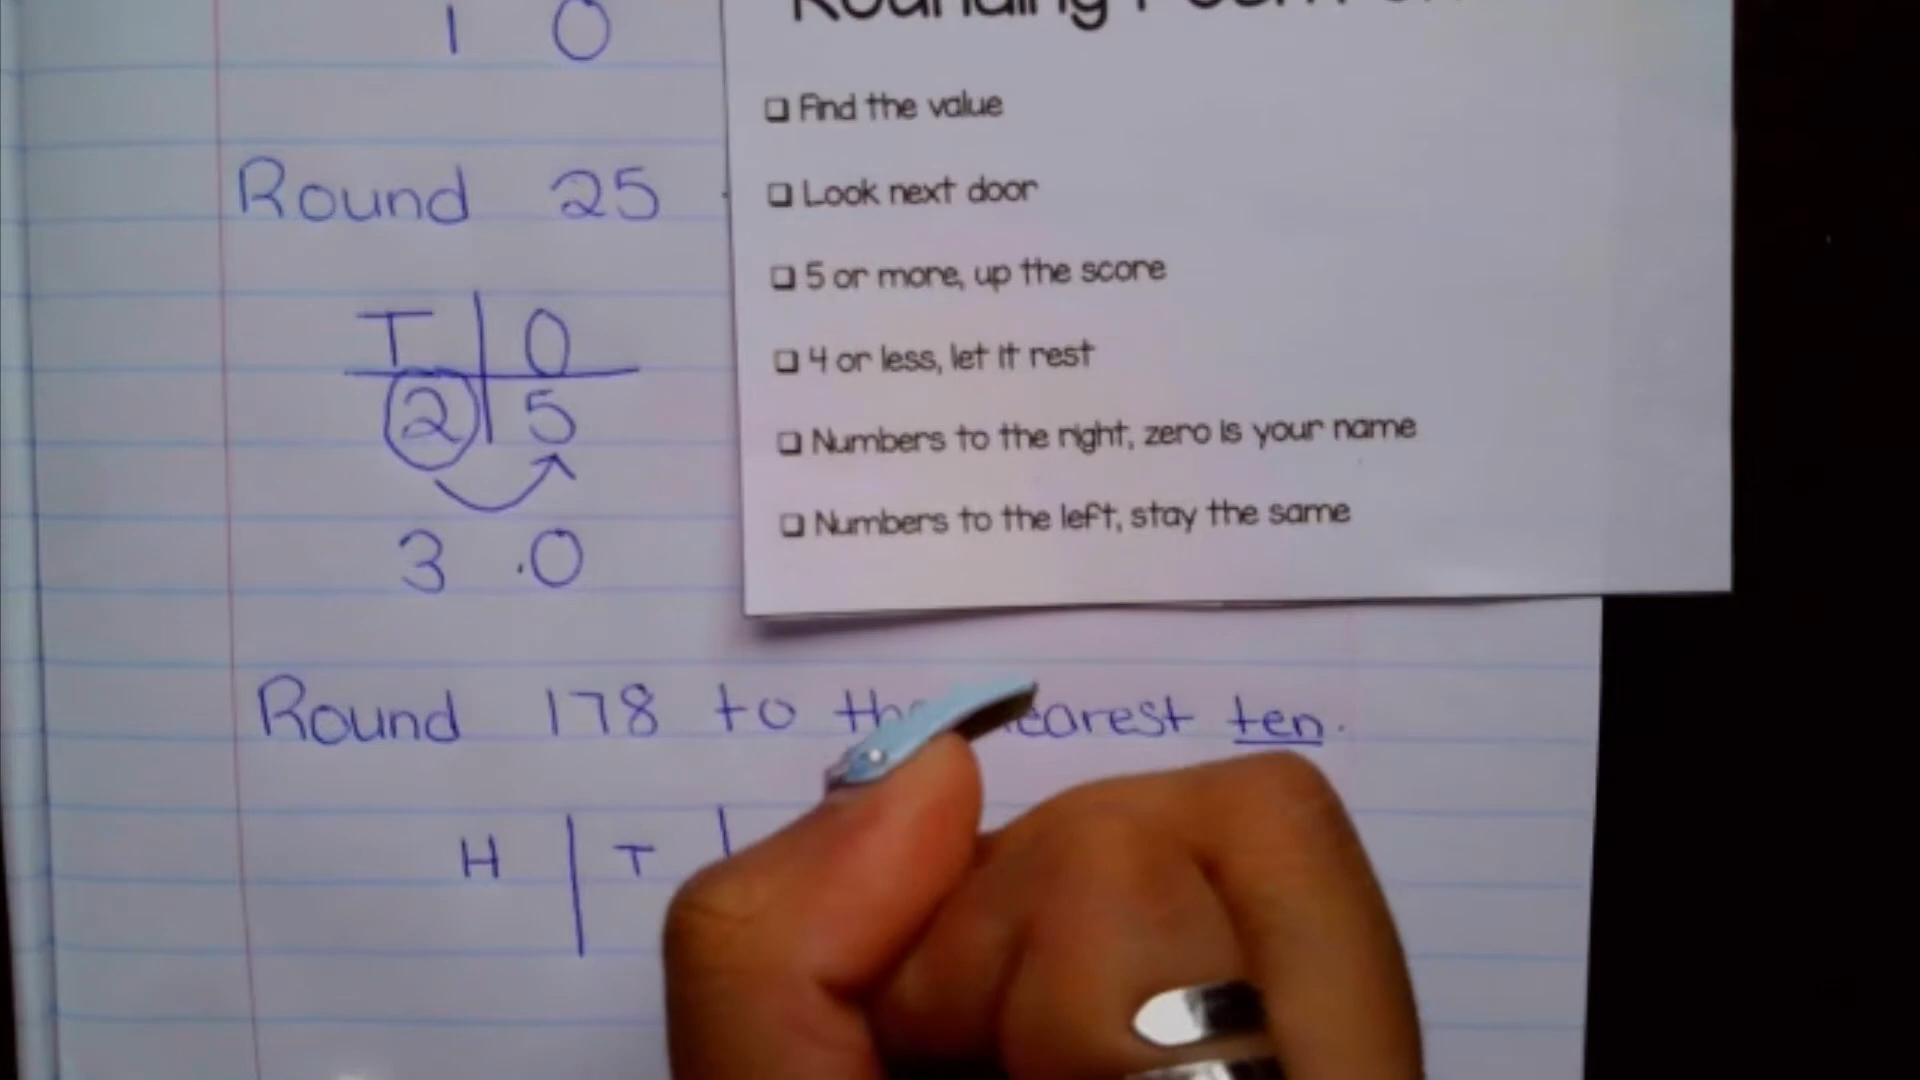 1 0
Round 25
T O
2 5
3 .0
Rounding
☐ Find the value
☐ Look next door
☐ 5 or more, up the score
☐ 4 or less, let it rest
☐ Numbers to the right, zero is your name
☐ Numbers to the left, stay the same
Round 178 to the nearest ten.
H T